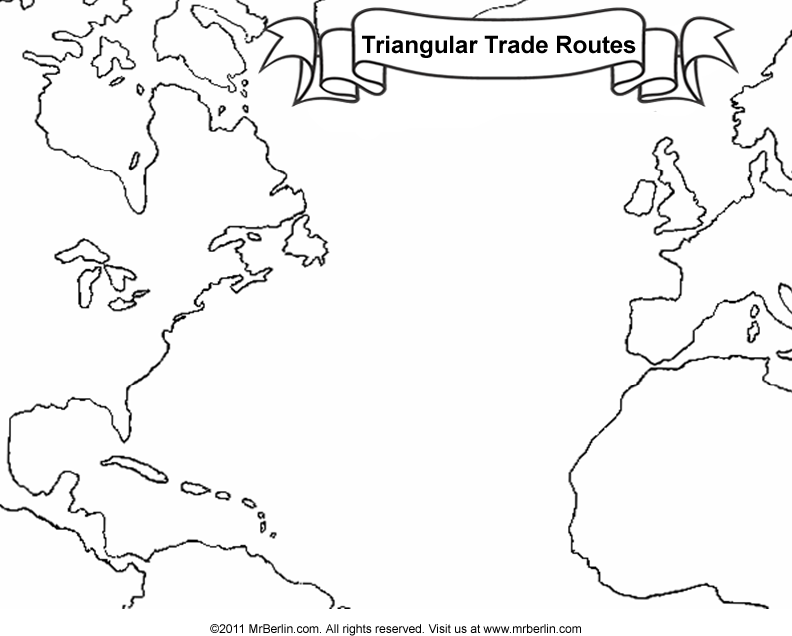 Triangular Trade Routes
©2011 MrBerlin.com. All rights reserved. Visit us at www.mrberlin.com